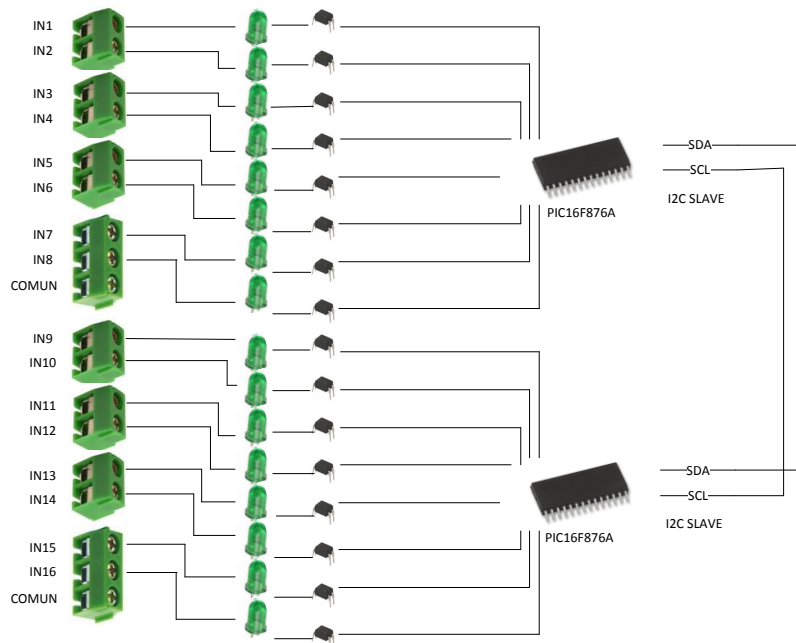 IN1
IN2
IN3
IN4
IN5
IN6
IN7
IN8
COMUN
SDA
SCL
I2C SLAVE
PIC16F876A
IN9
IN10
IN11
IN12
IN13
IN14
IN15
IN16
COMUN
SDA
SCL
I2C SLAVE
PIC16F876A